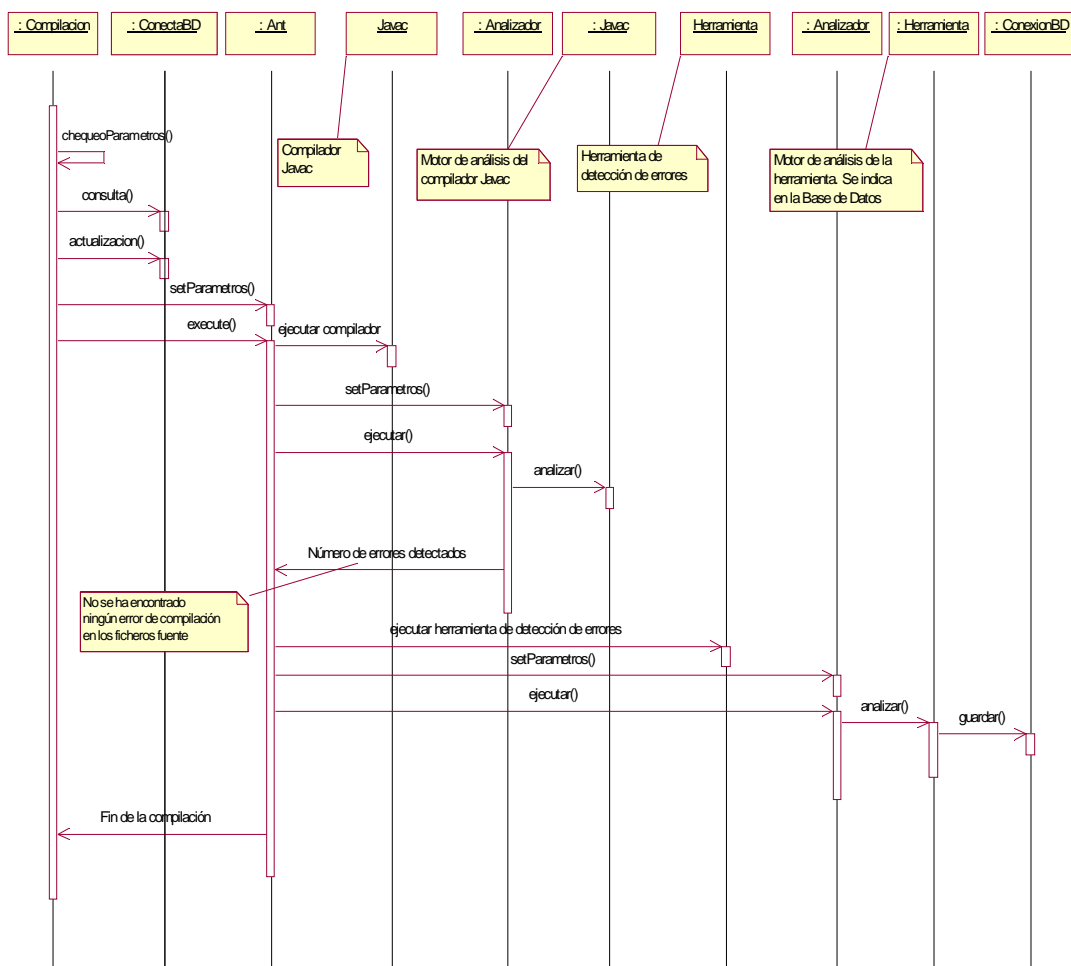 : Compilacion
: ConectaBD
: Ant
Javac
: Analizador
: Javac
Herramienta
: Analizador
: Herramienta
: ConexionBD
chequeoParametros()
Compilador
Javac
Motor de análisis del
compilador Javac
Herramienta de
detección de errores
Motor de análisis de la
herramienta. Se indica
en la Base de Datos
consulta()
actualizacion()
setParametros()
execute()
ejecutar compilador
setParametros()
ejecutar()
analizar()
Número de errores detectados
No se ha encontrado
ningún error de compilación
en los ficheros fuente
ejecutar herramienta de detección de errores
setParametros()
ejecutar()
analizar()
guardar()
Fin de la compilación